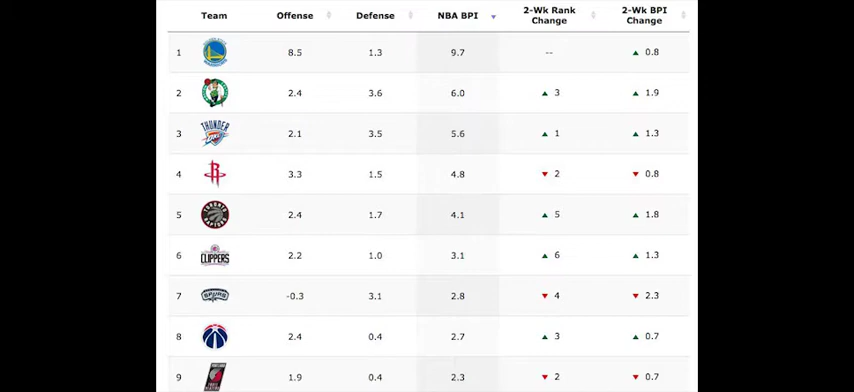 Team Offense Defense NBA BPI 2-Wk Rank Change 2-Wk BPI Change
1 8.5 1.3 9.7 -- 0.8
2 2.4 3.6 6.0 3 1.9
3 THUNDER 2.1 3.5 5.6 1 1.3
4 R 3.3 1.5 4.8 2 0.8
5 TORONTO RAPTORS 2.4 1.7 4.1 5 1.8
6 CLIPPERS 2.2 1.0 3.1 6 1.3
7 SPURS -0.3 3.1 2.8 4 2.3
8 2.4 0.4 2.7 3 0.7
9 1.9 0.4 2.3 2 0.7